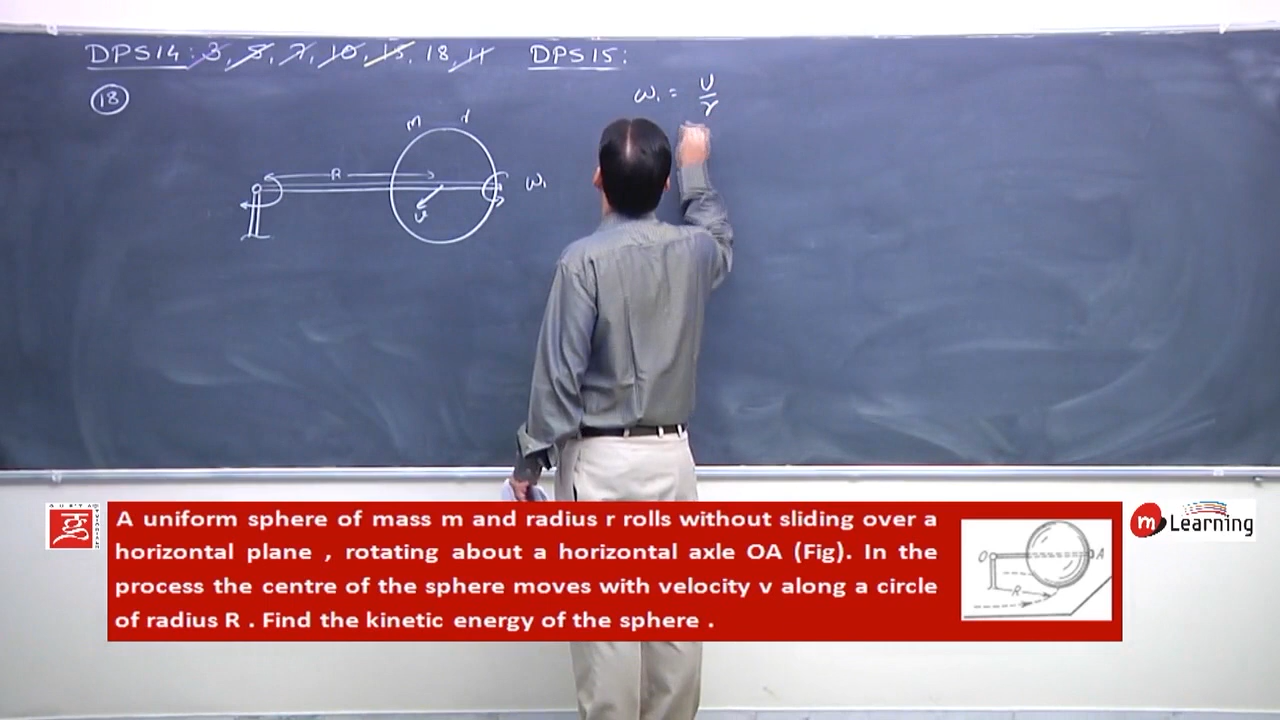 DPS14: 3, 8, 7, 10, 15, 18, 11 DPS15:
18
ω₁ = v/r
m r
R
ω₁
v
A uniform sphere of mass m and radius r rolls without sliding over a
horizontal plane , rotating about a horizontal axle OA (Fig). In the
process the centre of the sphere moves with velocity v along a circle
of radius R . Find the kinetic energy of the sphere .
O A
R
m Learning